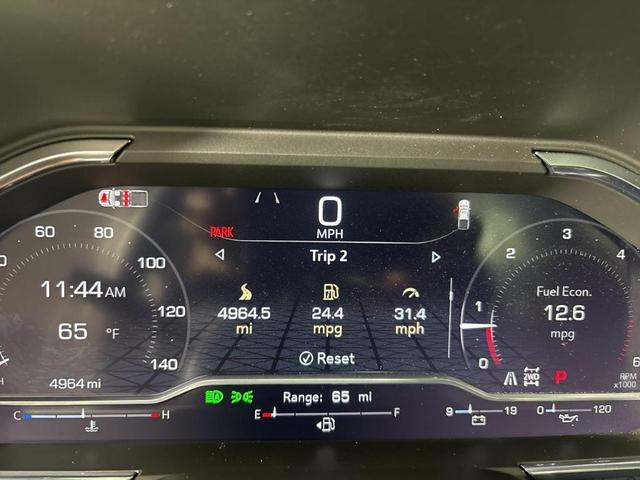 0
MPH
PARK
Trip 2
60 80
100
120
140
11:44 AM
65 °F
4964 mi
4964.5
mi
24.4
mpg
31.4
mph
Reset
Fuel Econ.
12.6
mpg
0 1 2 3 4 6
RPM
x1000
2WD
P
A
Range: 65 mi
C H
E F
9 19
0 120